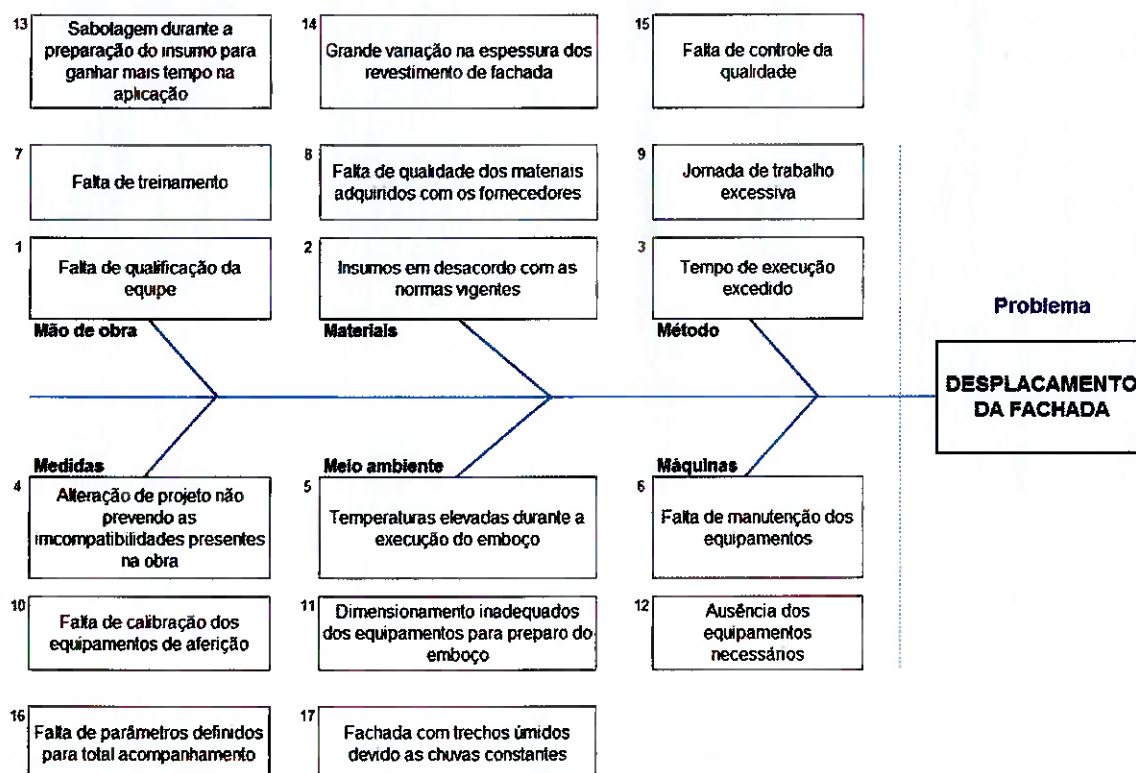 13
Sabotagem durante a
preparação do insumo para
ganhar mais tempo na
aplicação
14
Grande variação na espessura dos
revestimento de fachada
15
Falta de controle da
qualidade
7
Falta de treinamento
8
Falta de qualidade dos materiais
adquiridos com os fornecedores
9
Jornada de trabalho
excessiva
1
Falta de qualificação da
equipe
2
Insumos em desacordo com as
normas vigentes
3
Tempo de execução
excedido
Mão de obra
Materiais
Método
Problema
DESPLACAMENTO
DA FACHADA
Medidas
Meio ambiente
Máquinas
4
Alteração de projeto não
prevendo as
imcompatibilidades presentes
na obra
5
Temperaturas elevadas durante a
execução do emboço
6
Falta de manutenção dos
equipamentos
10
Falta de calibração dos
equipamentos de aferição
11
Dimensionamento inadequados
dos equipamentos para preparo do
emboço
12
Ausência dos
equipamentos
necessários
16
Falta de parâmetros definidos
para total acompanhamento
17
Fachada com trechos úmidos
devido as chuvas constantes